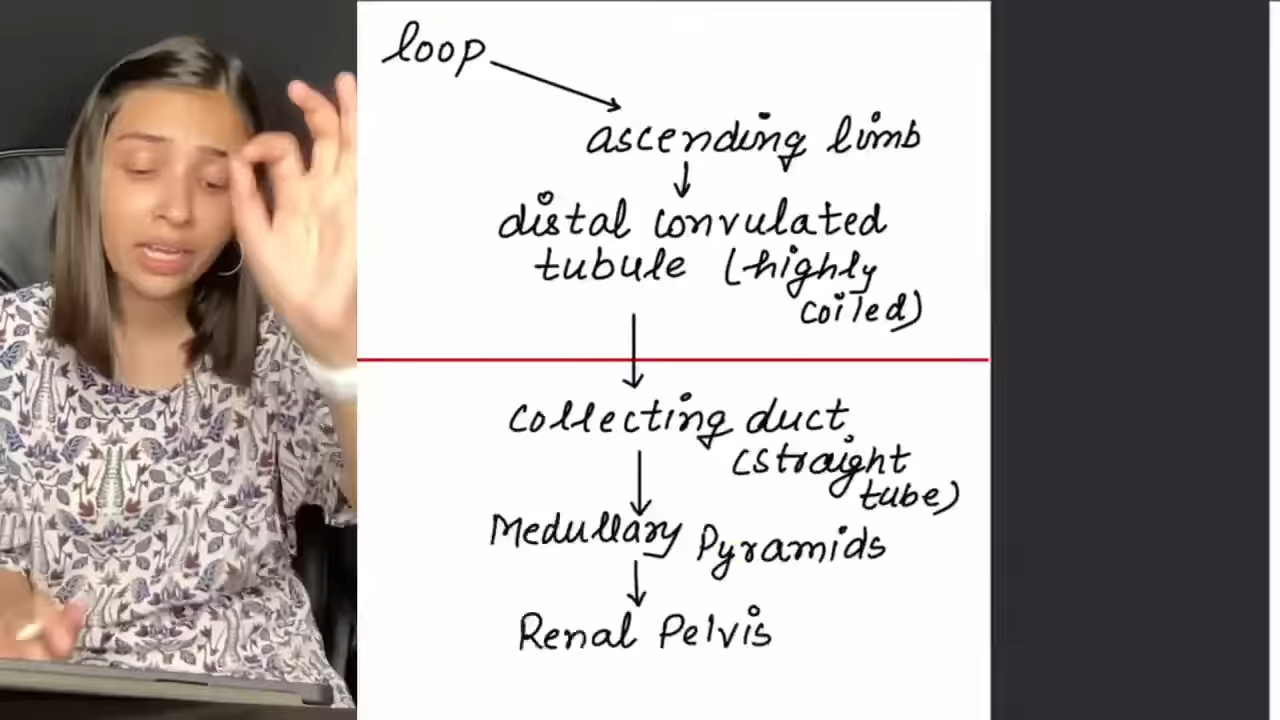 loop
ascending limb
distal convulated
tubule (highly
coiled)
Collecting duct
(straight
tube)
Medullary Pyramids
Renal Pelvis